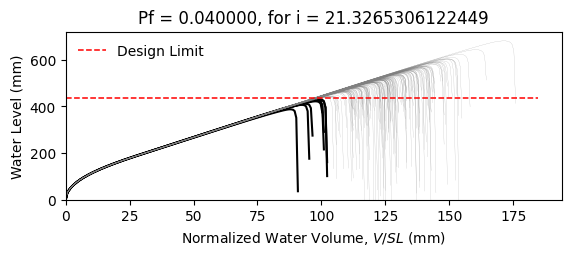 Pf = 0.040000, for i = 21.3265306122449
Design Limit
Water Level (mm)
600
400
200
0
0 25 50 75 100 125 150 175
Normalized Water Volume, V/SL (mm)